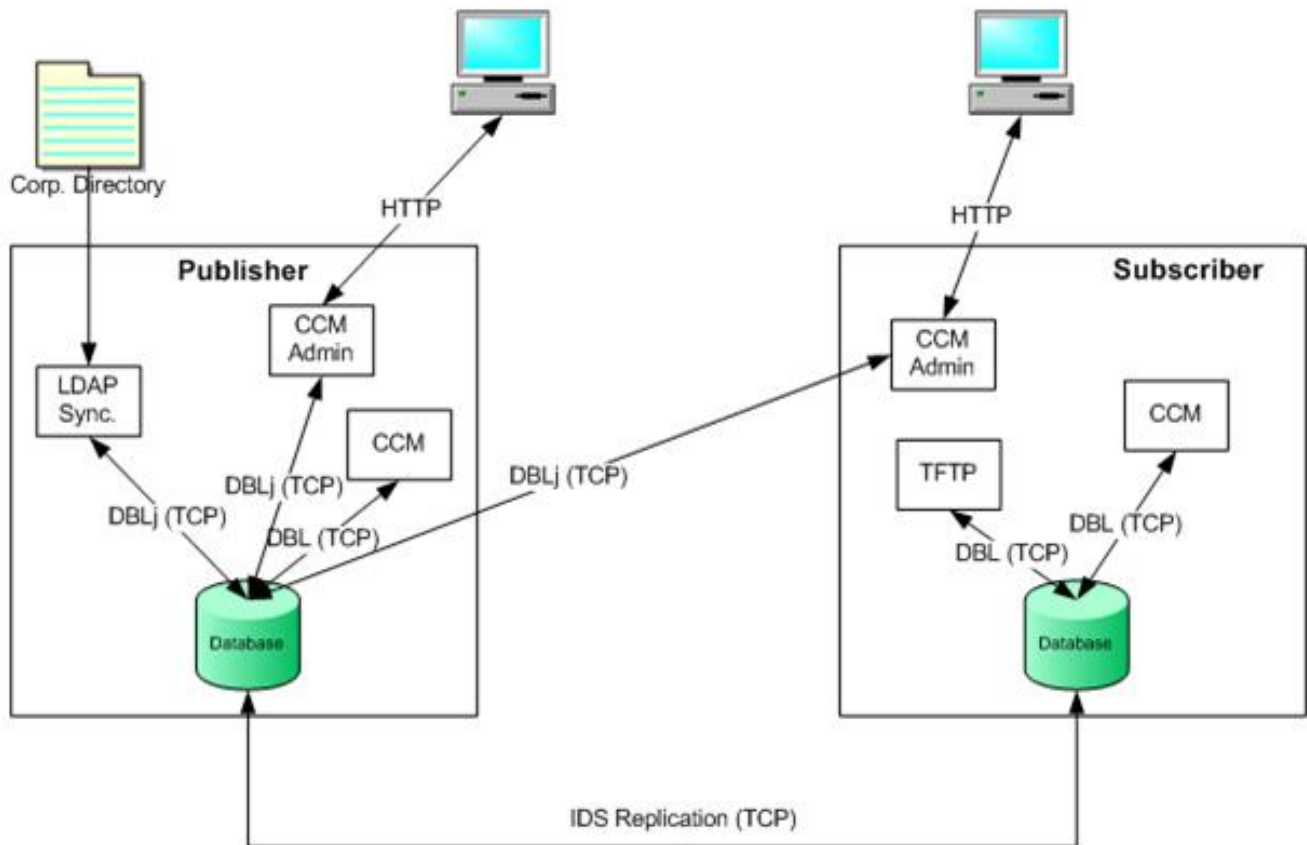 Corp. Directory
HTTP
HTTP
Publisher
Subscriber
CCM
Admin
CCM
Admin
LDAP
Sync.
CCM
CCM
TFTP
DBLj (TCP)
DBLj (TCP)
DBLj (TCP)
DBL (TCP)
DBL (TCP)
DBL (TCP)
Database
Database
IDS Replication (TCP)